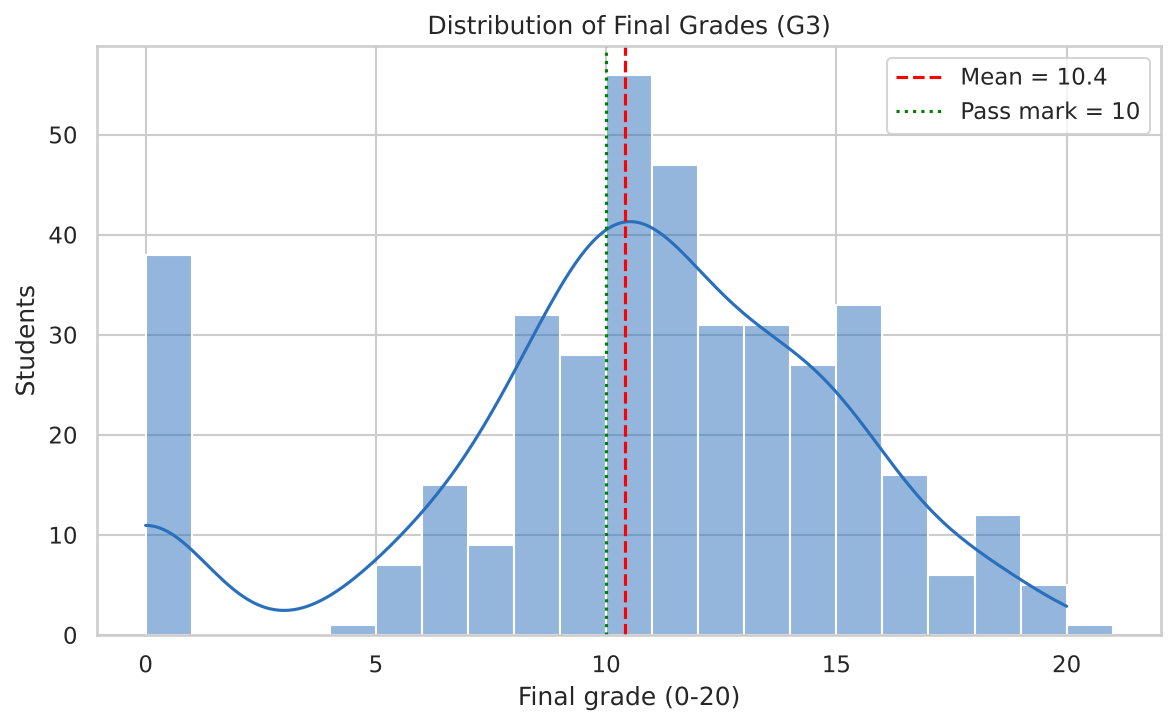 Distribution of Final Grades (G3)
Mean = 10.4
Pass mark = 10
Students
50
40
30
20
10
0
0 5 10 15 20
Final grade (0-20)